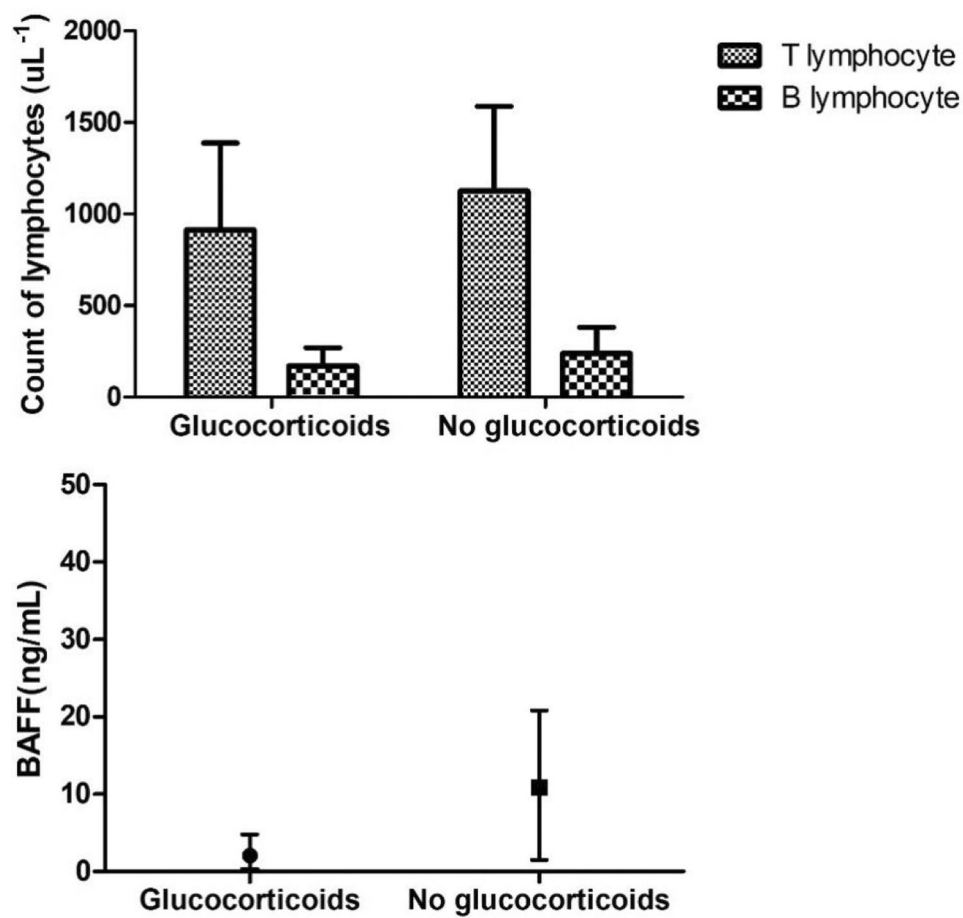 Count of lymphocytes (uL⁻¹)
2000
1500
1000
500
0
Glucocorticoids
No glucocorticoids
T lymphocyte
B lymphocyte
BAFF(ng/mL)
50
40
30
20
10
0
Glucocorticoids
No glucocorticoids